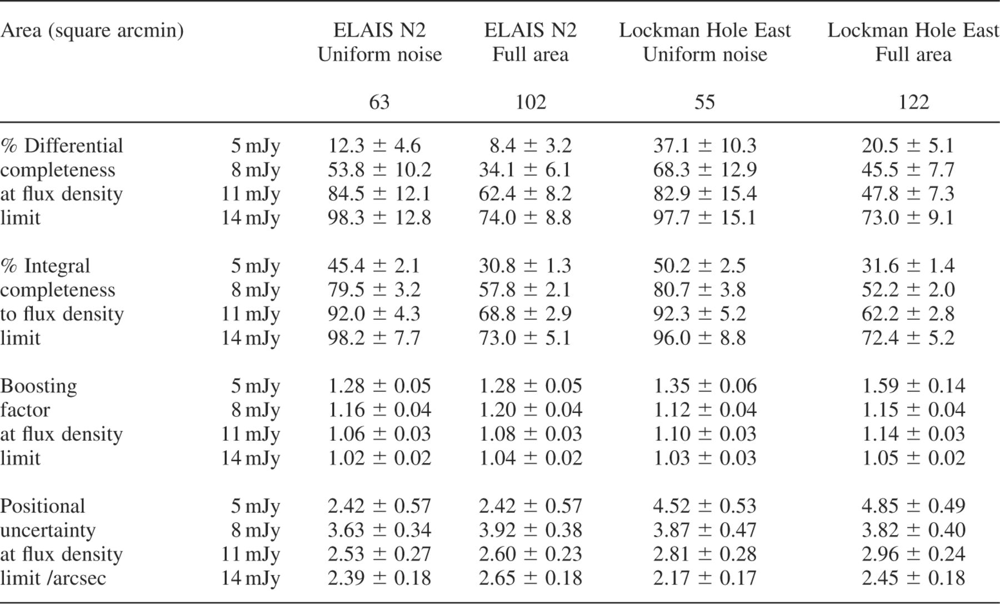 Area (square arcmin) ELAIS N2 ELAIS N2 Lockman Hole East Lockman Hole East
Uniform noise Full area Uniform noise Full area
63 102 55 122
% Differential 5 mJy 12.3 ± 4.6 8.4 ± 3.2 37.1 ± 10.3 20.5 ± 5.1
completeness 8 mJy 53.8 ± 10.2 34.1 ± 6.1 68.3 ± 12.9 45.5 ± 7.7
at flux density 11 mJy 84.5 ± 12.1 62.4 ± 8.2 82.9 ± 15.4 47.8 ± 7.3
limit 14 mJy 98.3 ± 12.8 74.0 ± 8.8 97.7 ± 15.1 73.0 ± 9.1
% Integral 5 mJy 45.4 ± 2.1 30.8 ± 1.3 50.2 ± 2.5 31.6 ± 1.4
completeness 8 mJy 79.5 ± 3.2 57.8 ± 2.1 80.7 ± 3.8 52.2 ± 2.0
to flux density 11 mJy 92.0 ± 4.3 68.8 ± 2.9 92.3 ± 5.2 62.2 ± 2.8
limit 14 mJy 98.2 ± 7.7 73.0 ± 5.1 96.0 ± 8.8 72.4 ± 5.2
Boosting 5 mJy 1.28 ± 0.05 1.28 ± 0.05 1.35 ± 0.06 1.59 ± 0.14
factor 8 mJy 1.16 ± 0.04 1.20 ± 0.04 1.12 ± 0.04 1.15 ± 0.04
at flux density 11 mJy 1.06 ± 0.03 1.08 ± 0.03 1.10 ± 0.03 1.14 ± 0.03
limit 14 mJy 1.02 ± 0.02 1.04 ± 0.02 1.03 ± 0.03 1.05 ± 0.02
Positional 5 mJy 2.42 ± 0.57 2.42 ± 0.57 4.52 ± 0.53 4.85 ± 0.49
uncertainty 8 mJy 3.63 ± 0.34 3.92 ± 0.38 3.87 ± 0.47 3.82 ± 0.40
at flux density 11 mJy 2.53 ± 0.27 2.60 ± 0.23 2.81 ± 0.28 2.96 ± 0.24
limit /arcsec 14 mJy 2.39 ± 0.18 2.65 ± 0.18 2.17 ± 0.17 2.45 ± 0.18